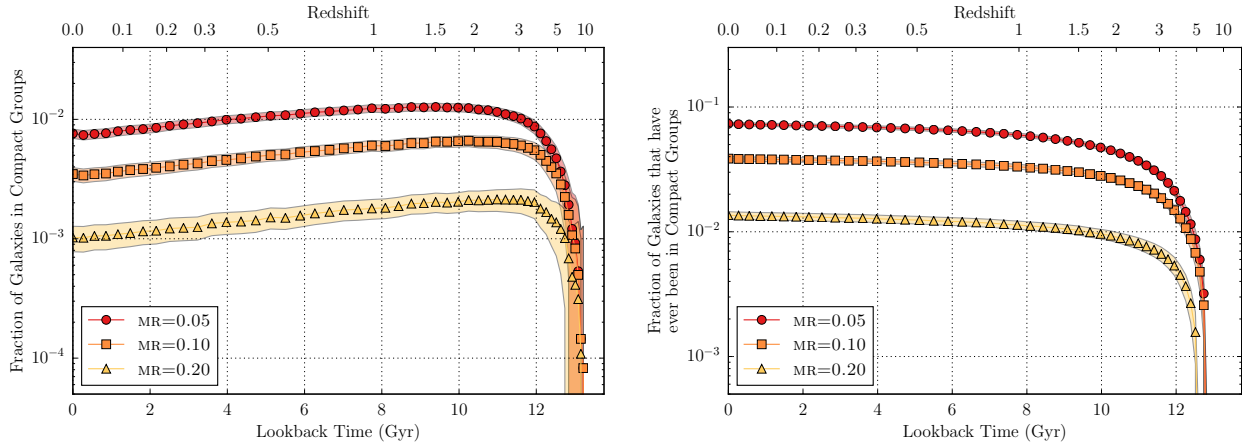 Redshift
0.0 0.1 0.2 0.3 0.5 1 1.5 2 3 5 10
Fraction of Galaxies in Compact Groups
10⁻²
10⁻³
10⁻⁴
MR=0.05
MR=0.10
MR=0.20
0 2 4 6 8 10 12
Lookback Time (Gyr)
Redshift
0.0 0.1 0.2 0.3 0.5 1 1.5 2 3 5 10
Fraction of Galaxies that have
ever been in Compact Groups
10⁻¹
10⁻²
10⁻³
MR=0.05
MR=0.10
MR=0.20
0 2 4 6 8 10 12
Lookback Time (Gyr)